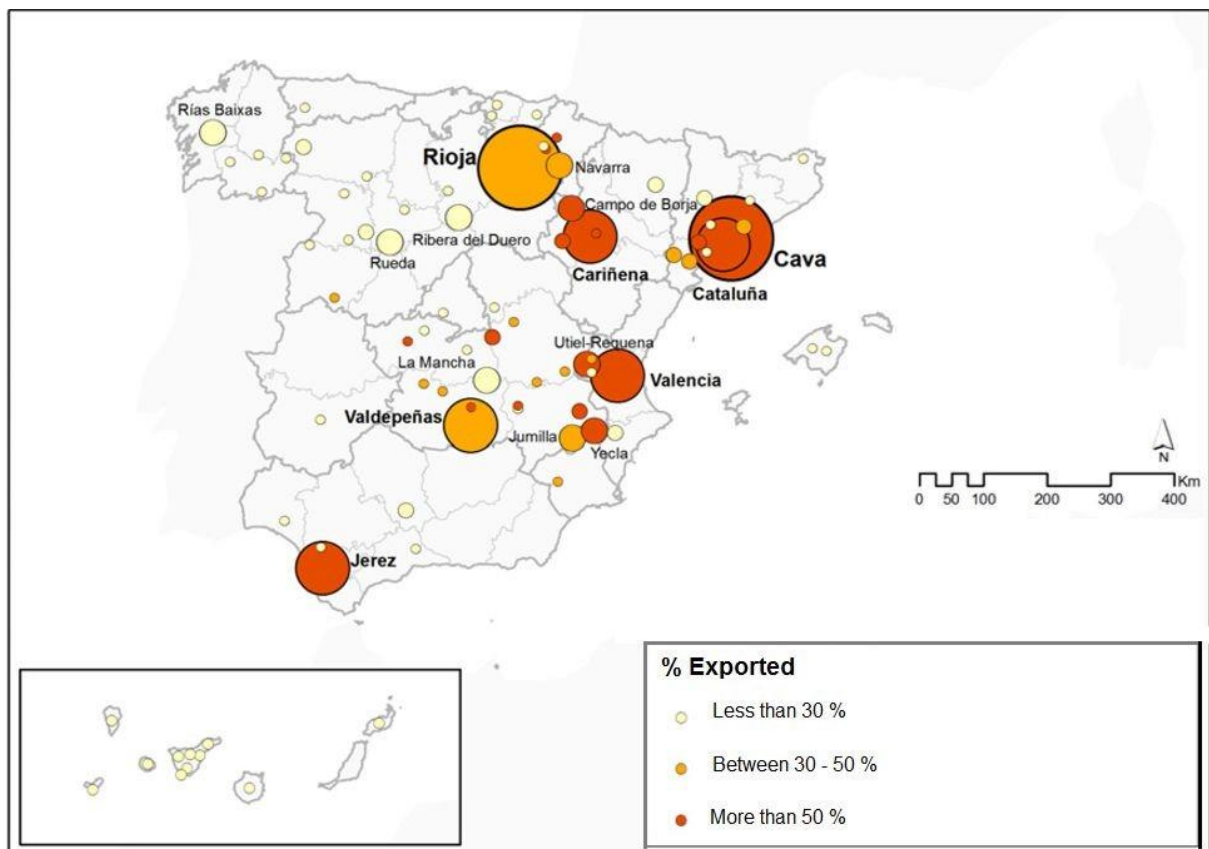 Rías Baixas
Rioja
Navarra
Campo de Borja
Ribera del Duero
Rueda
Cariñena
Cava
Cataluña
Utiel-Requena
La Mancha
Valencia
Valdepeñas
Jumilla
Yecla
Jerez
N
Km
0 50 100 200 300 400
% Exported
Less than 30 %
Between 30 - 50 %
More than 50 %